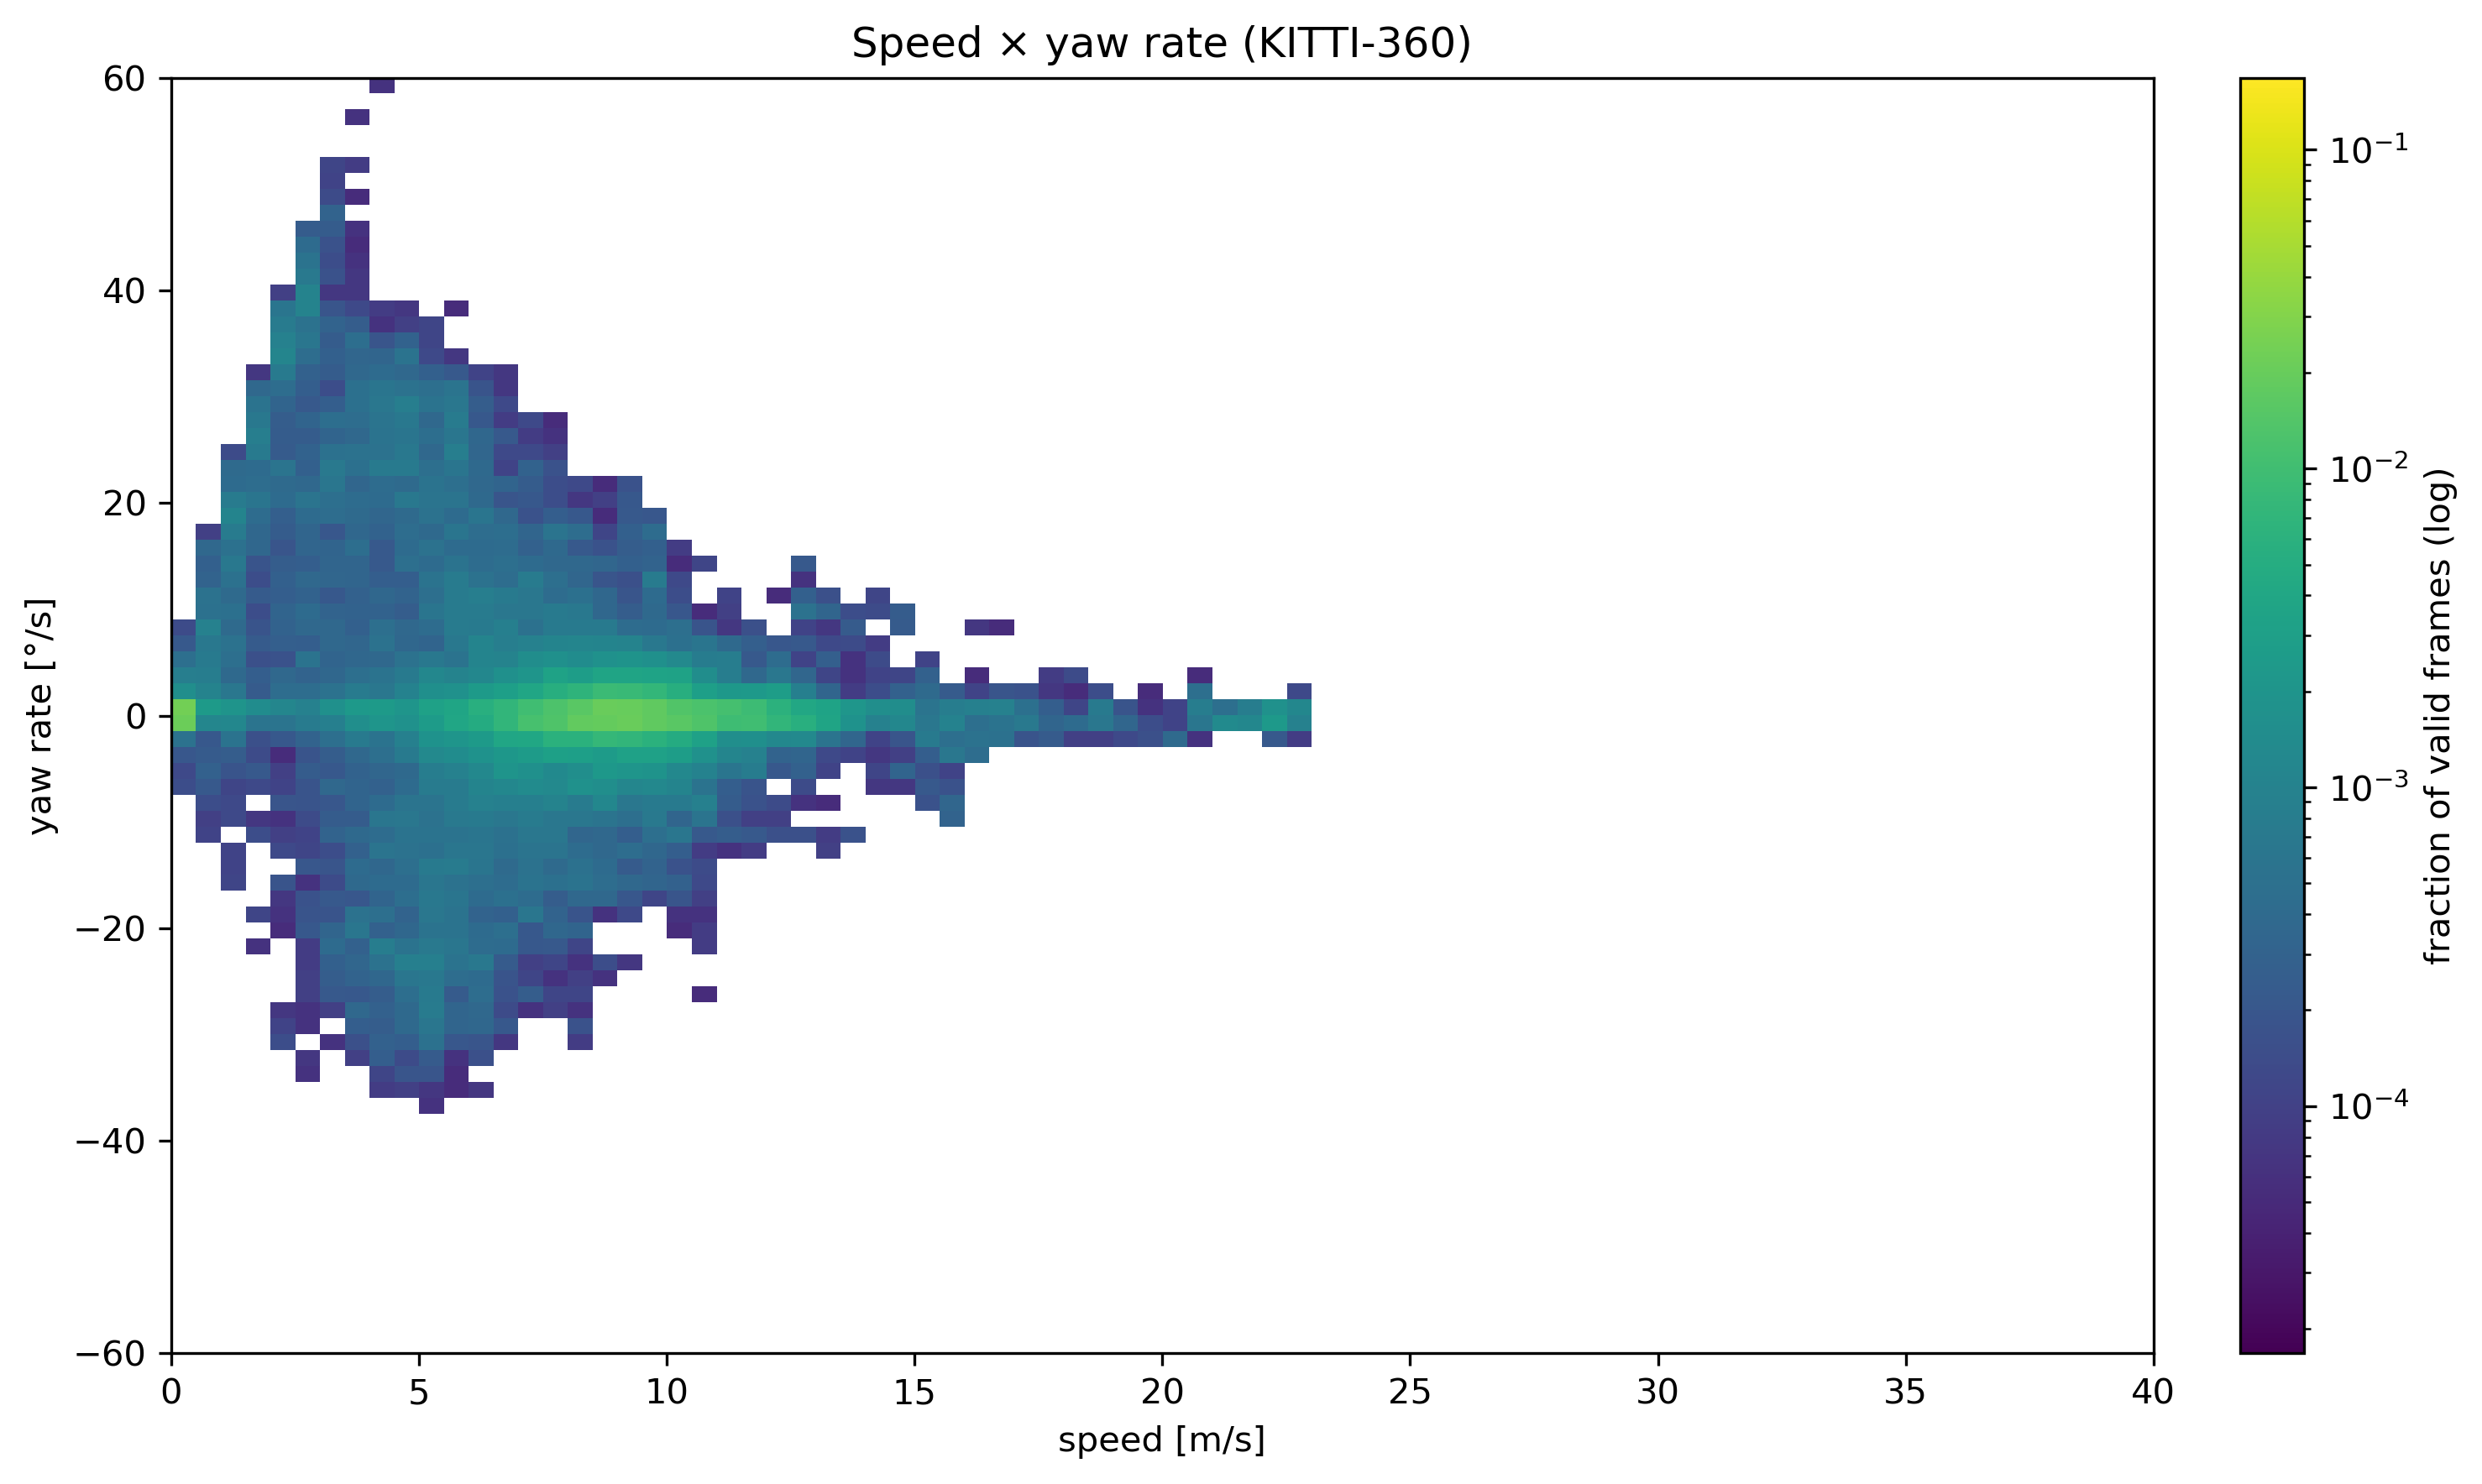 Speed × yaw rate (KITTI-360)
60
40
20
0
−20
−40
−60
yaw rate [°/s]
0 5 10 15 20 25 30 35 40
speed [m/s]
10⁻¹
10⁻²
10⁻³
10⁻⁴
fraction of valid frames (log)